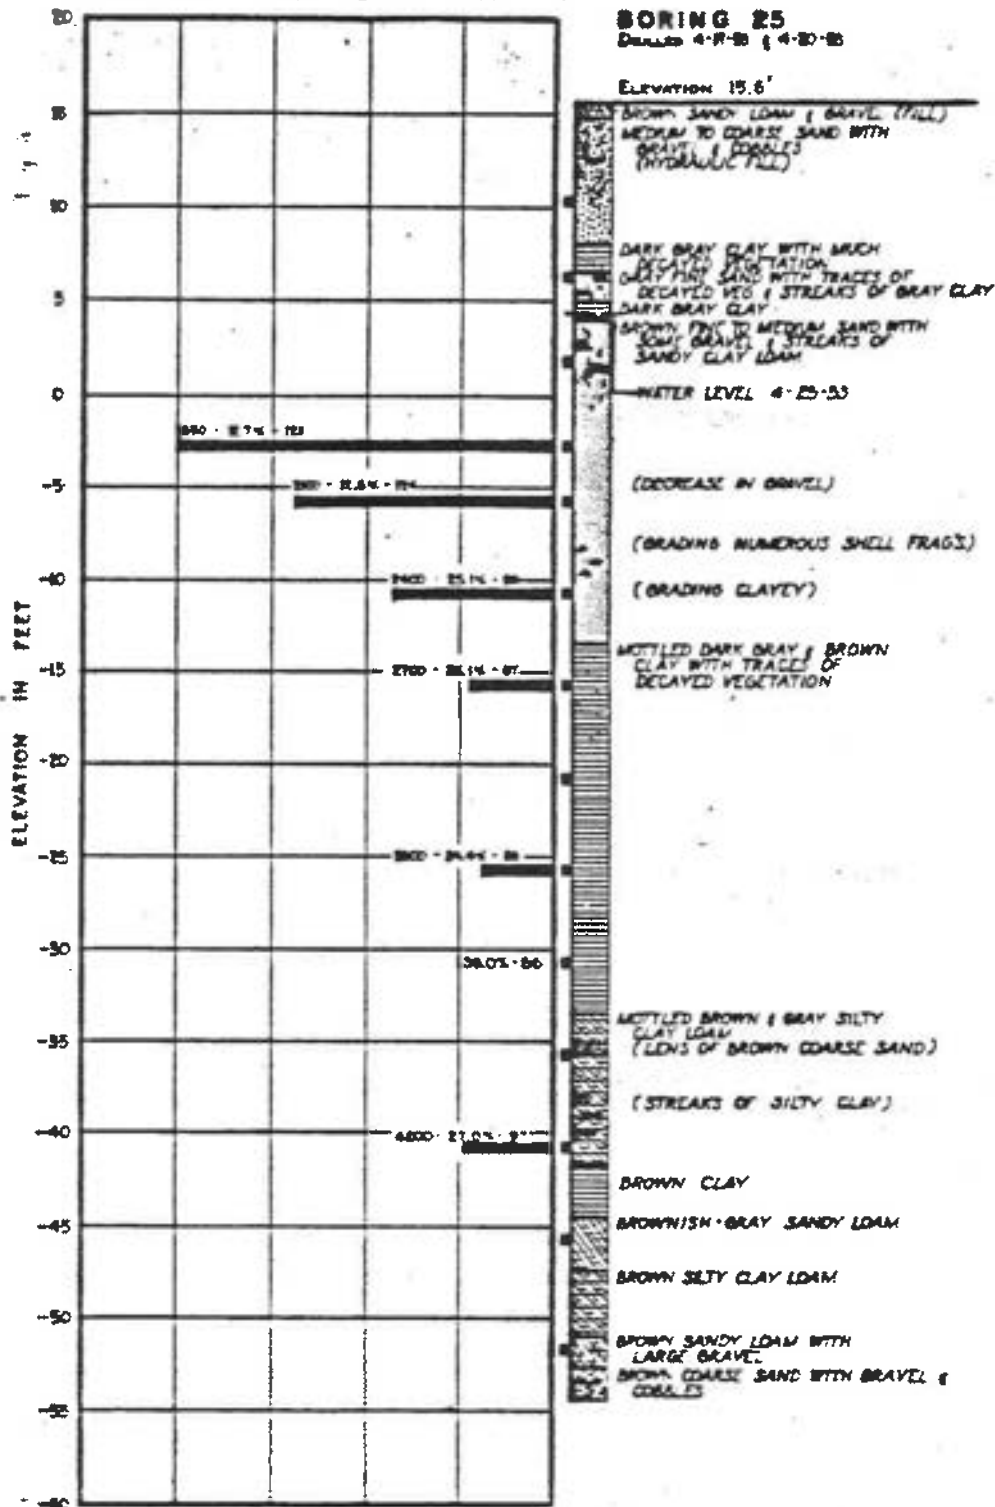 BORING 25
DRILLED
ELEVATION 15.6'
BROWN SANDY LOAM & GRAVEL (FILL)
MEDIUM TO COARSE SAND WITH
GRAVEL & COBBLES
(HYDRAULIC FILL)
DARK GRAY CLAY WITH MUCH
DECAYED VEGETATION
GRAY FINE SAND WITH TRACES OF
DECAYED VEG & STREAKS OF GRAY CLAY
DARK GRAY CLAY
BROWN FINE TO MEDIUM SAND WITH
SOME GRAVEL & STREAKS OF
SANDY CLAY LOAM
WATER LEVEL 4-25-53
(DECREASE IN GRAVEL)
(GRADING NUMEROUS SHELL FRAG'S.)
(GRADING CLAYEY)
MOTTLED DARK GRAY & BROWN
CLAY WITH TRACES OF
DECAYED VEGETATION
MOTTLED BROWN & GRAY SILTY
CLAY LOAM
(LENS OF BROWN COARSE SAND)
(STREAKS OF SILTY CLAY)
BROWN CLAY
BROWNISH-GRAY SANDY LOAM
BROWN SILTY CLAY LOAM
BROWN SANDY LOAM WITH
LARGE GRAVEL
BROWN COARSE SAND WITH GRAVEL &
COBBLES
ELEVATION IN FEET
20
15
10
5
0
-5
-10
-15
-20
-25
-30
-35
-40
-45
-50
-55
-60